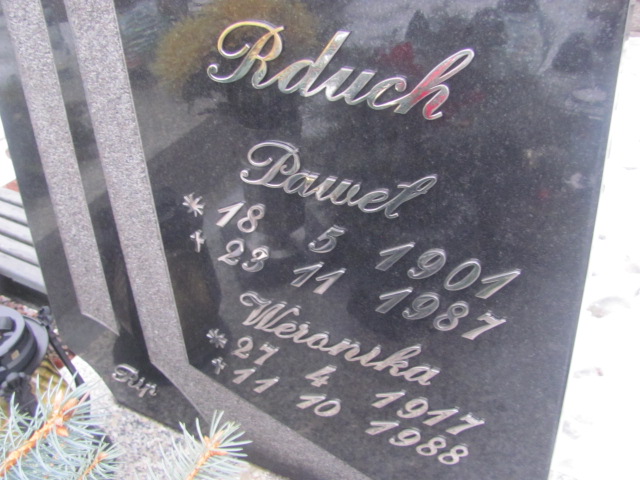 Rduch
Paweł
* 18 5 1901
+ 23 11 1987
Weronika
* 27 4 1917
+ 11 10 1988